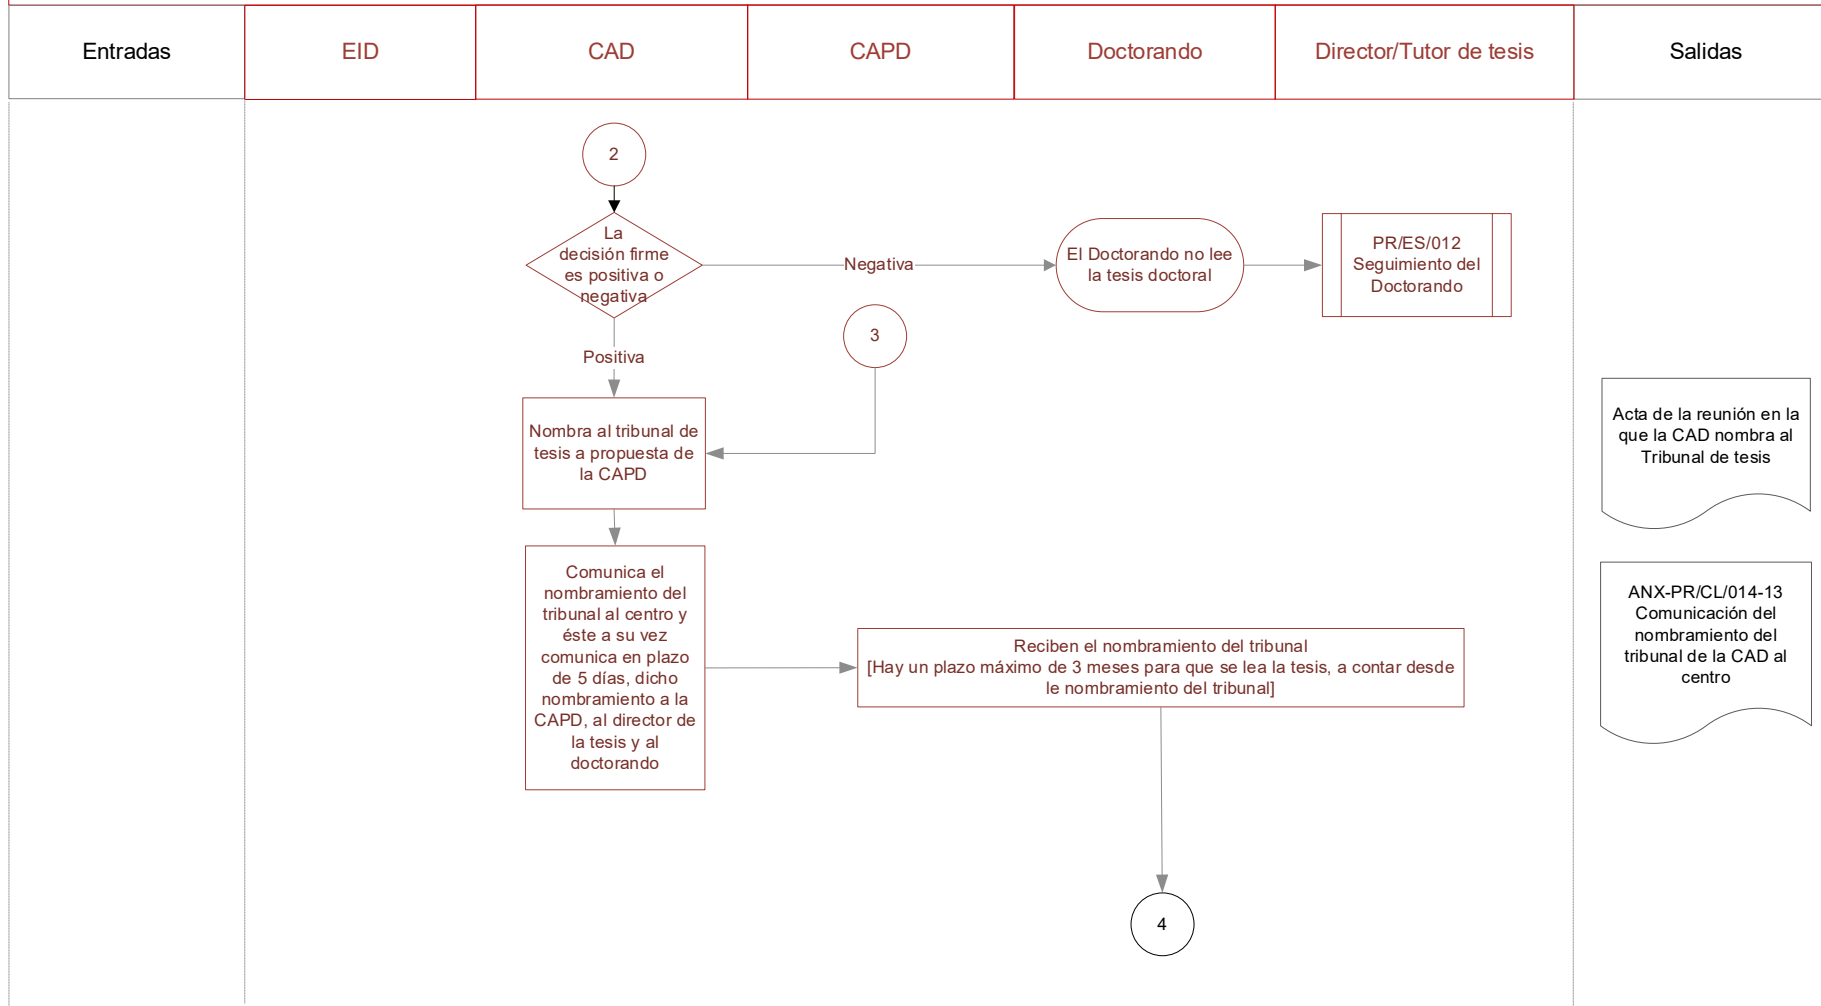 Entradas
EID
CAD
CAPD
Doctorando
Director/Tutor de tesis
Salidas
2
La
decisión firme
es positiva o
negativa
Negativa
El Doctorando no lee
la tesis doctoral
PR/ES/012
Seguimiento del
Doctorando
3
Positiva
Nombra al tribunal de
tesis a propuesta de
la CAPD
Acta de la reunión en la
que la CAD nombra al
Tribunal de tesis
Comunica el
nombramiento del
tribunal al centro y
éste a su vez
comunica en plazo
de 5 días, dicho
nombramiento a la
CAPD, al director de
la tesis y al
doctorando
Reciben el nombramiento del tribunal
[Hay un plazo máximo de 3 meses para que se lea la tesis, a contar desde
le nombramiento del tribunal]
ANX-PR/CL/014-13
Comunicación del
nombramiento del
tribunal de la CAD al
centro
4